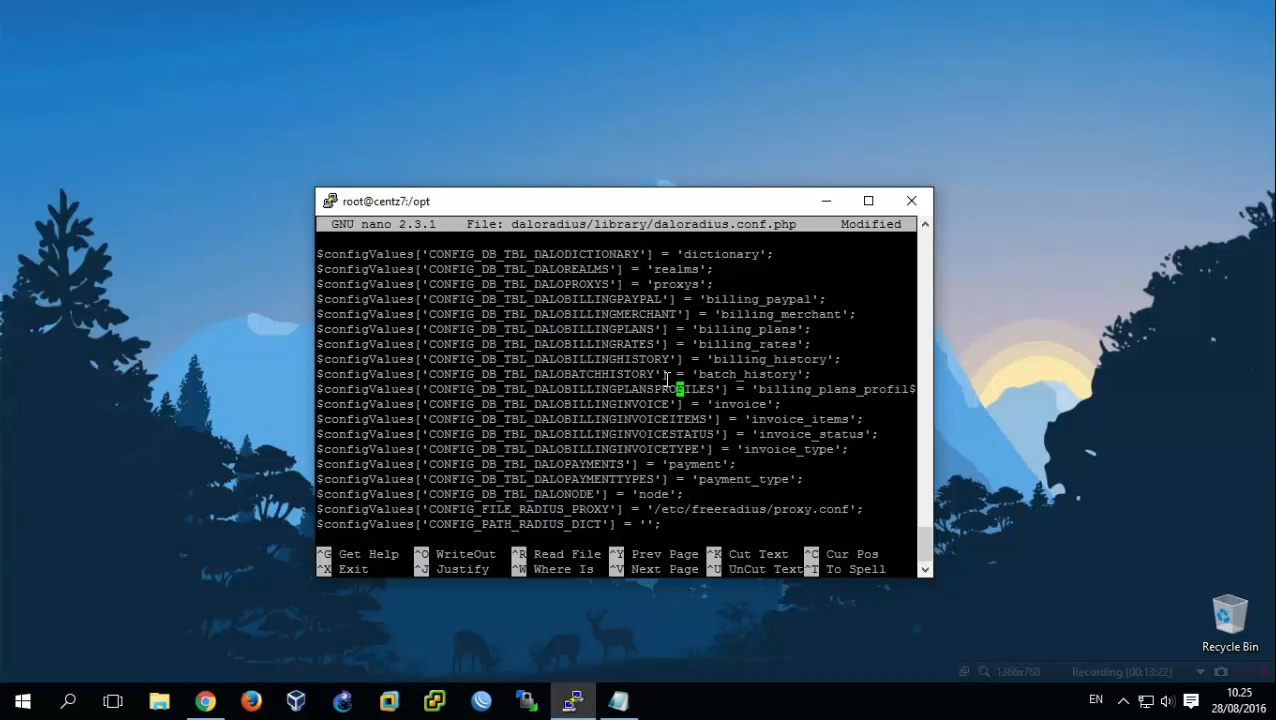 root@centz7:/opt
GNU nano 2.3.1 File: daloradius/library/daloradius.conf.php Modified
$configValues['CONFIG_DB_TBL_DALODICTIONARY'] = 'dictionary';
$configValues['CONFIG_DB_TBL_DALOREALMS'] = 'realms';
$configValues['CONFIG_DB_TBL_DALOPROXYS'] = 'proxys';
$configValues['CONFIG_DB_TBL_DALOBILLINGPAYPAL'] = 'billing_paypal';
$configValues['CONFIG_DB_TBL_DALOBILLINGMERCHANT'] = 'billing_merchant';
$configValues['CONFIG_DB_TBL_DALOBILLINGPLANS'] = 'billing_plans';
$configValues['CONFIG_DB_TBL_DALOBILLINGRATES'] = 'billing_rates';
$configValues['CONFIG_DB_TBL_DALOBILLINGHISTORY'] = 'billing_history';
$configValues['CONFIG_DB_TBL_DALOBATCHHISTORY'] = 'batch_history';
$configValues['CONFIG_DB_TBL_DALOBILLINGPLANSPROFILES'] = 'billing_plans_profil$
$configValues['CONFIG_DB_TBL_DALOBILLINGINVOICE'] = 'invoice';
$configValues['CONFIG_DB_TBL_DALOBILLINGINVOICEITEMS'] = 'invoice_items';
$configValues['CONFIG_DB_TBL_DALOBILLINGINVOICESTATUS'] = 'invoice_status';
$configValues['CONFIG_DB_TBL_DALOBILLINGINVOICETYPE'] = 'invoice_type';
$configValues['CONFIG_DB_TBL_DALOPAYMENTS'] = 'payment';
$configValues['CONFIG_DB_TBL_DALOPAYMENTTYPES'] = 'payment_type';
$configValues['CONFIG_DB_TBL_DALONODE'] = 'node';
$configValues['CONFIG_FILE_RADIUS_PROXY'] = '/etc/freeradius/proxy.conf';
$configValues['CONFIG_PATH_RADIUS_DICT'] = '';
^G Get Help ^O WriteOut ^R Read File ^Y Prev Page ^K Cut Text ^C Cur Pos
^X Exit ^J Justify ^W Where Is ^V Next Page ^U UnCut Text ^T To Spell
Recycle Bin
1366x768 Recording [00:13:22]
EN 10.25
28/08/2016